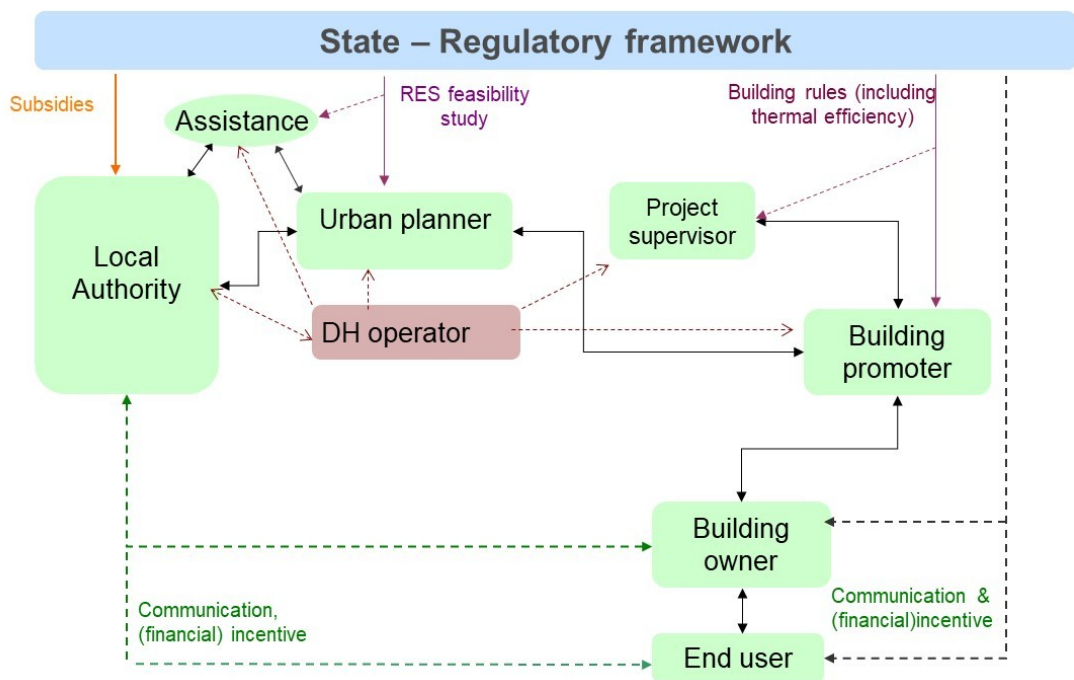 State – Regulatory framework
Subsidies
RES feasibility
study
Building rules (including
thermal efficiency)
Assistance
Urban planner
Project
supervisor
Local
Authority
DH operator
Building
promoter
Building
owner
Communication,
(financial) incentive
Communication &
(financial)incentive
End user